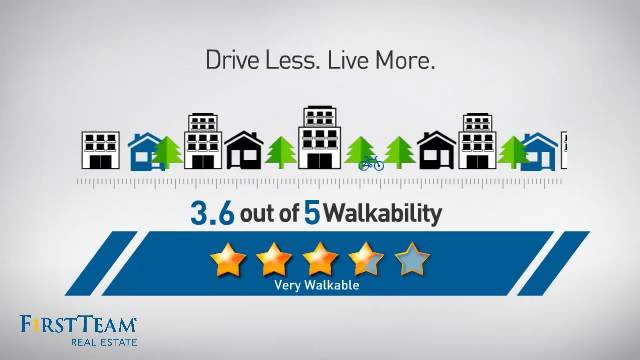 Drive Less. Live More.
3.6 out of 5 Walkability
Very Walkable
FIRSTTEAM®
REAL ESTATE